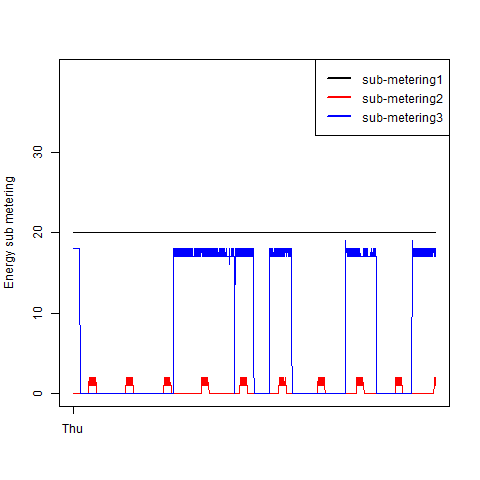 sub-metering1
sub-metering2
sub-metering3
Energy sub metering
30
20
10
0
Thu